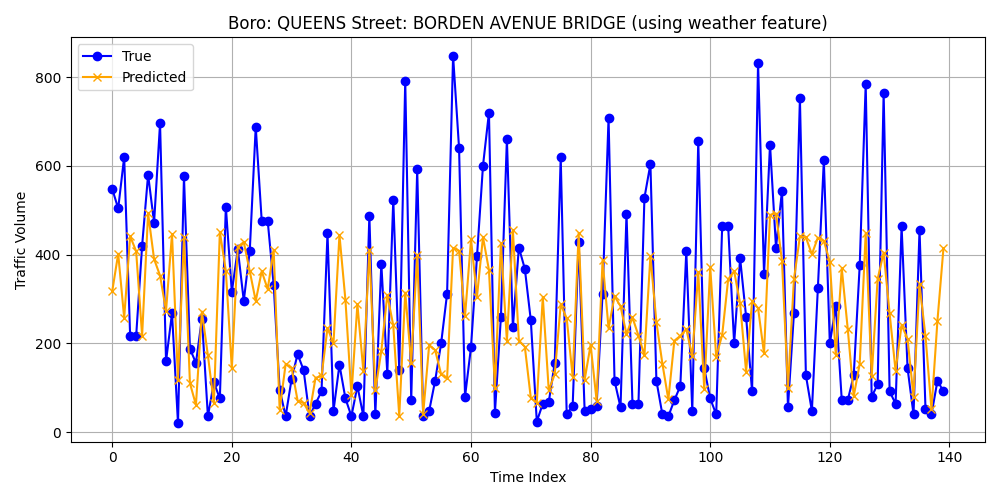 Boro: QUEENS Street: BORDEN AVENUE BRIDGE (using weather feature)
True
Predicted
Traffic Volume
800
600
400
200
0
0 20 40 60 80 100 120 140
Time Index